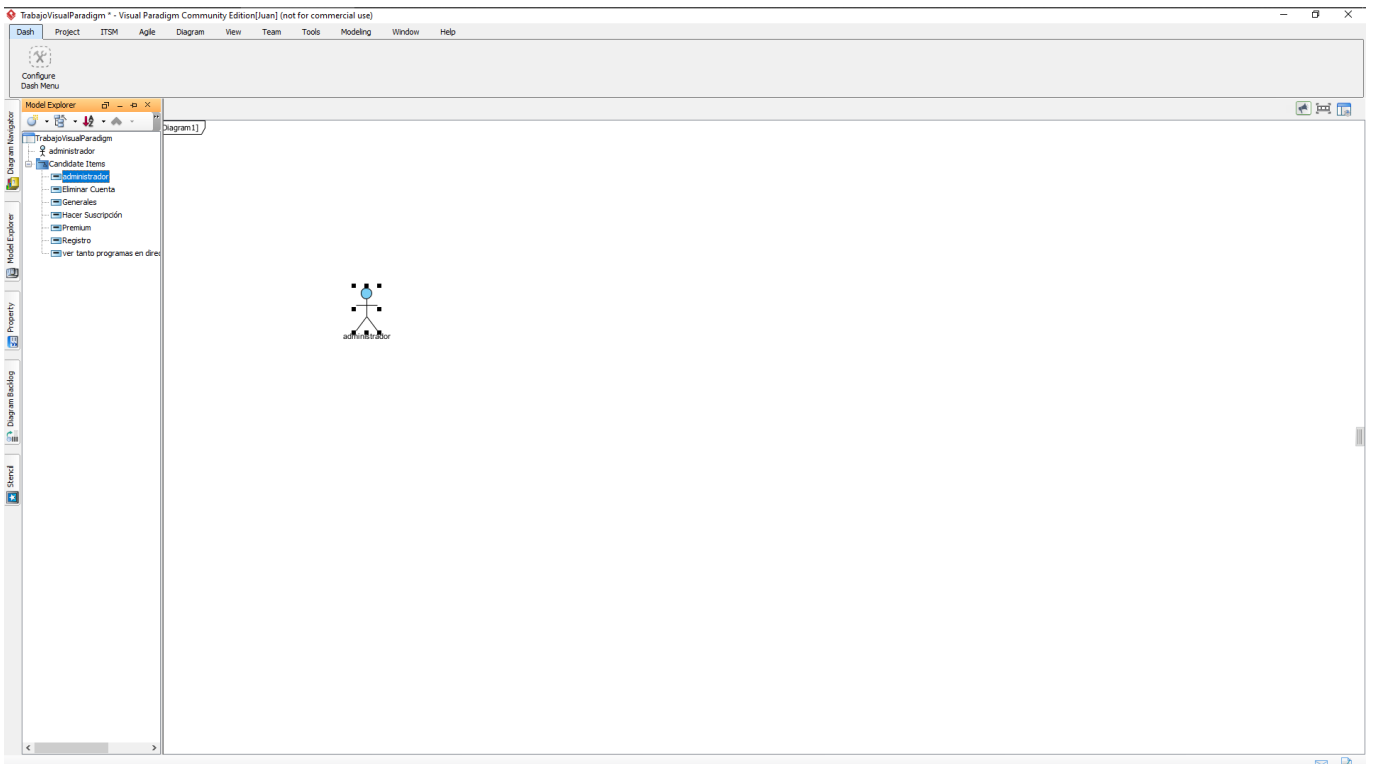 TrabajoVisualParadigm * - Visual Paradigm Community Edition[Juan] (not for commercial use)
Dash Project ITSM Agile Diagram View Team Tools Modeling Window Help
Configure
Dash Menu
Model Explorer
Diagram1]
TrabajoVisualParadigm
administrador
Candidate Items
administrador
Eliminar Cuenta
Generales
Hacer Suscripción
Premium
Registro
ver tanto programas en direc
Diagram Navigator
Model Explorer
Property
Diagram Backlog
Stencil
administrador